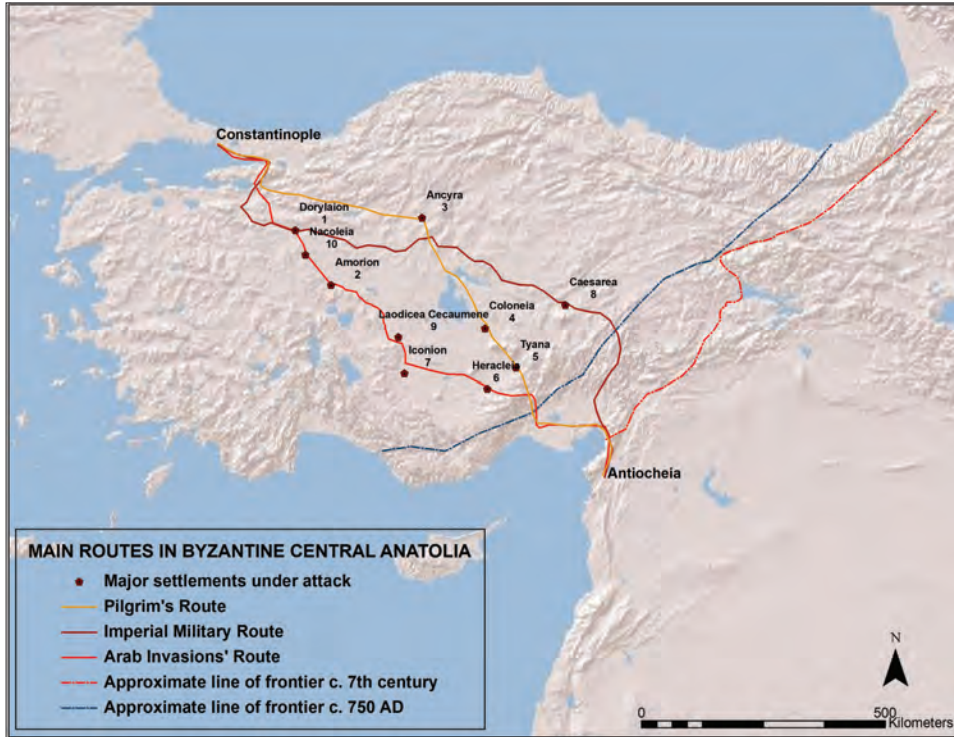 Constantinople
Ancyra
3
Dorylaion
1
Nacoleia
10
Amorion
2
Caesarea
8
Laodicea Cecaumene
9
Coloneia
4
Iconion
7
Tyana
5
Heracle
6
Antiocheia
MAIN ROUTES IN BYZANTINE CENTRAL ANATOLIA
Major settlements under attack
Pilgrim's Route
Imperial Military Route
Arab Invasions' Route
Approximate line of frontier c. 7th century
Approximate line of frontier c. 750 AD
N
0 500
Kilometers